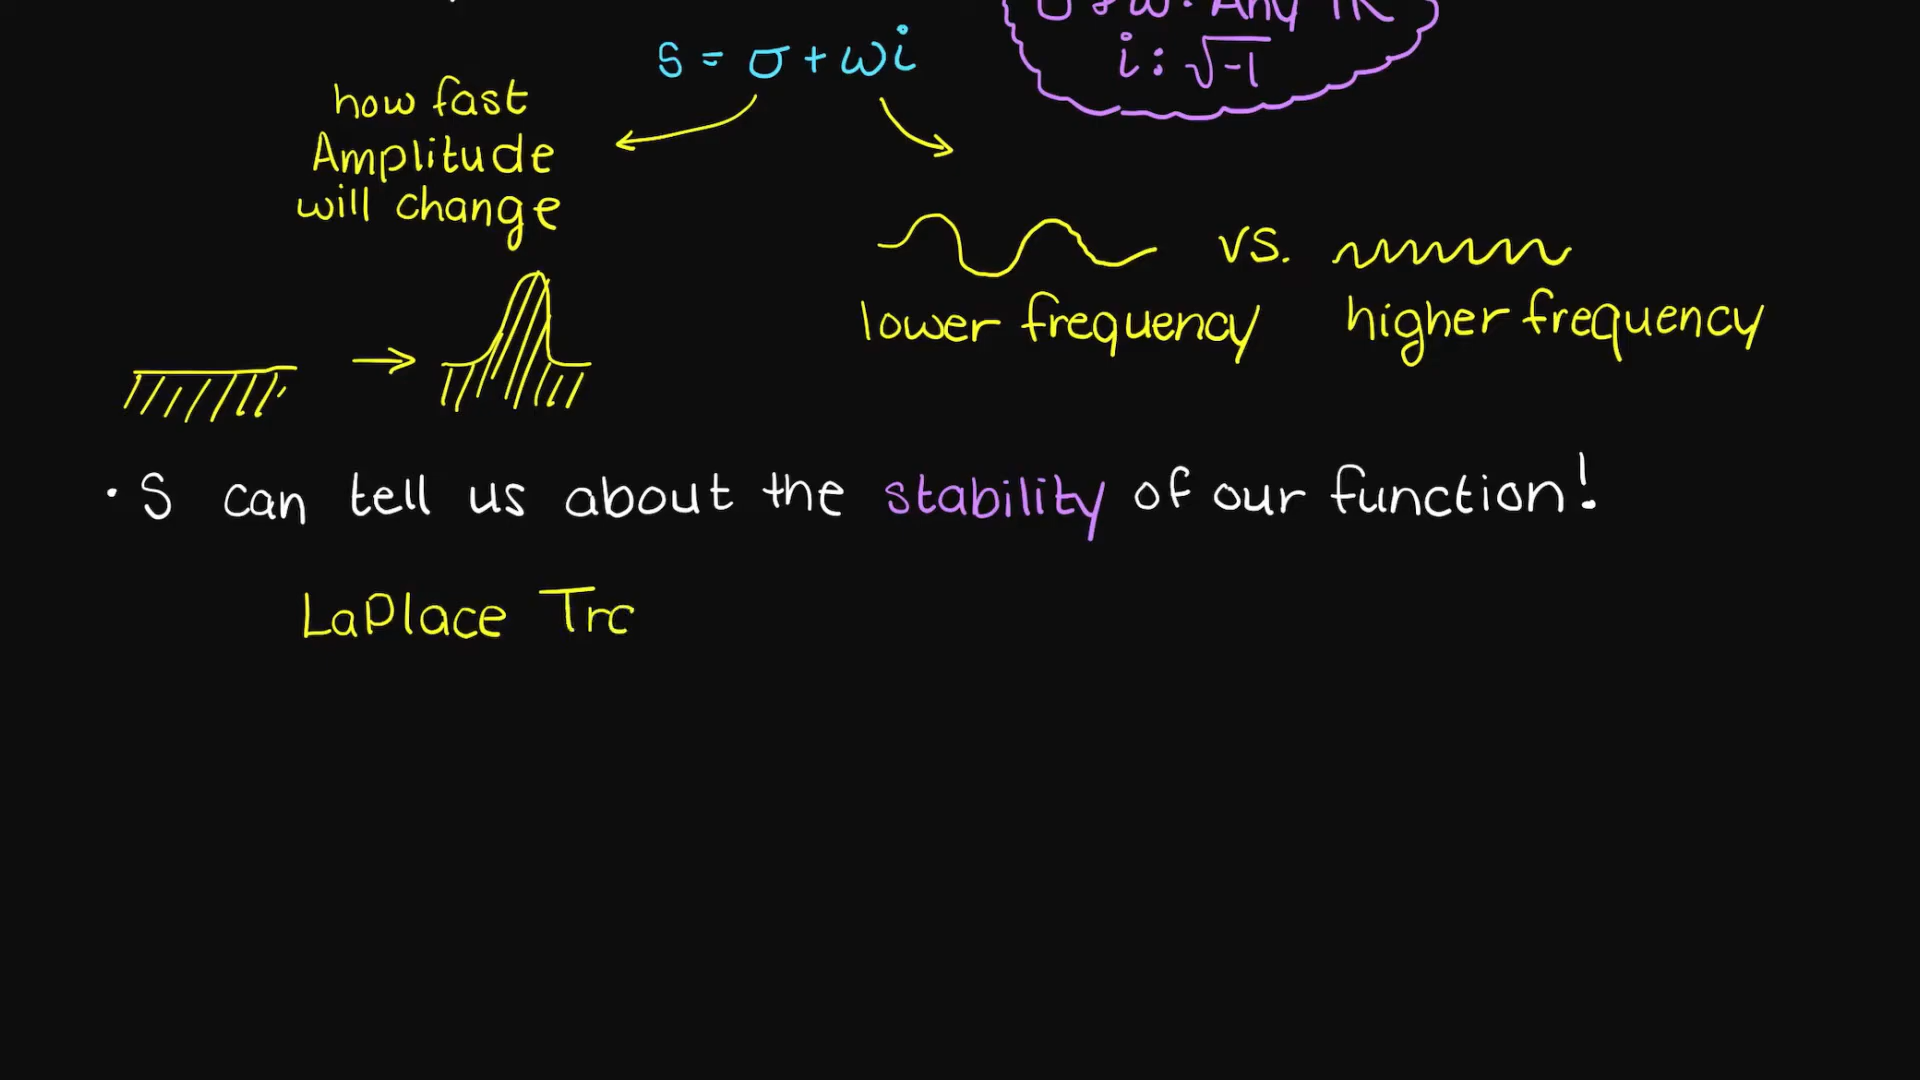 σ & ω: Any ℝ
s = σ + ωi
i: √-1
how fast
Amplitude
will change
vs.
lower frequency
higher frequency
• S can tell us about the stability of our function!
LaPlace Trc